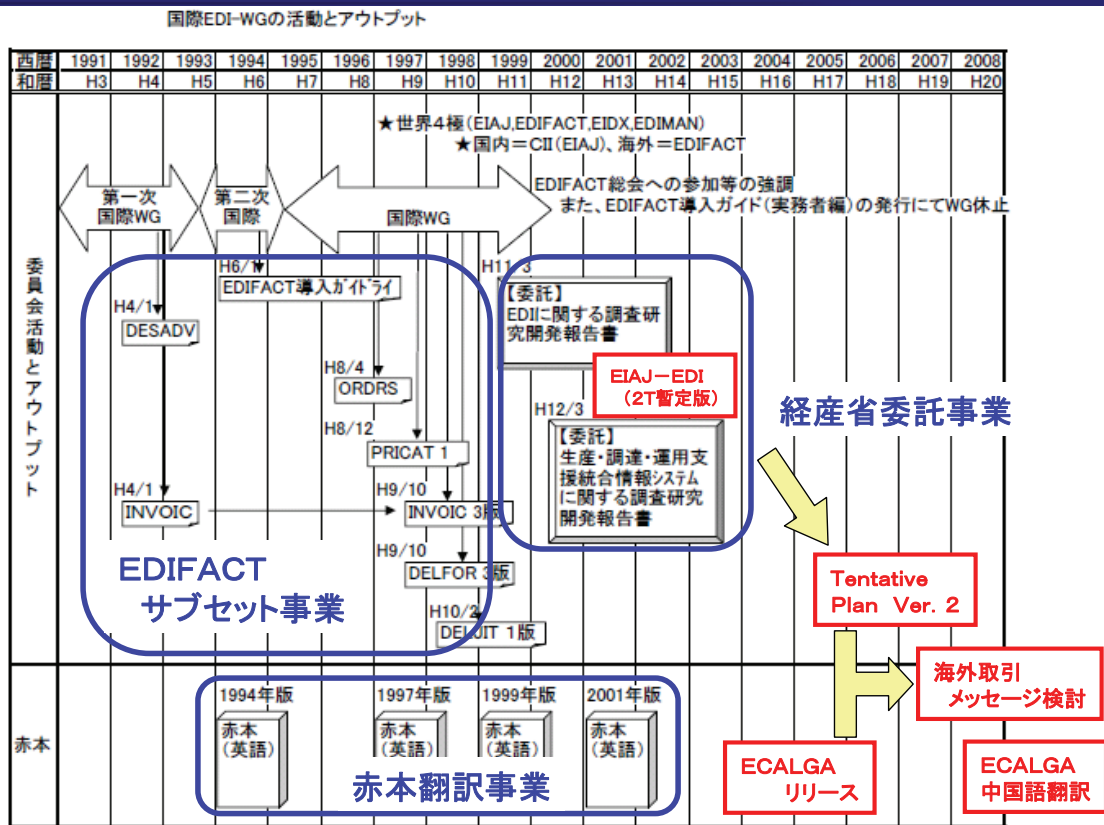 国際EDI-WGの活動とアウトプット
西暦 1991 1992 1993 1994 1995 1996 1997 1998 1999 2000 2001 2002 2003 2004 2005 2006 2007 2008
和暦 H3 H4 H5 H6 H7 H8 H9 H10 H11 H12 H13 H14 H15 H16 H17 H18 H19 H20
★世界4極(EIAJ,EDIFACT,EIDX,EDIMAN)
★国内=CII(EIAJ)、海外=EDIFACT
第一次
国際WG
第二次
国際
国際WG
EDIFACT総会への参加等の強調
また、EDIFACT導入ガイド(実務者編)の発行にてWG休止
委員会活動とアウトプット
H6/1
EDIFACT導入ガイドライ
H4/1
DESADV
H8/4
ORDRS
H8/12
PRICAT 1
H4/1
INVOIC
H9/10
INVOIC 3版
H9/10
DELFOR 3版
H10/2
DELJIT 1版
EDIFACT
サブセット事業
H11/3
【委託】
EDIIに関する調査研
究開発報告書
EIAJ-EDI
(2T暫定版)
H12/3
【委託】
生産・調達・運用支
援統合情報システム
に関する調査研究
開発報告書
経産省委託事業
Tentative
Plan Ver. 2
海外取引
メッセージ検討
赤本
1994年版
赤本
(英語)
1997年版
赤本
(英語)
1999年版
赤本
(英語)
2001年版
赤本
(英語)
赤本翻訳事業
ECALGA
リリース
ECALGA
中国語翻訳